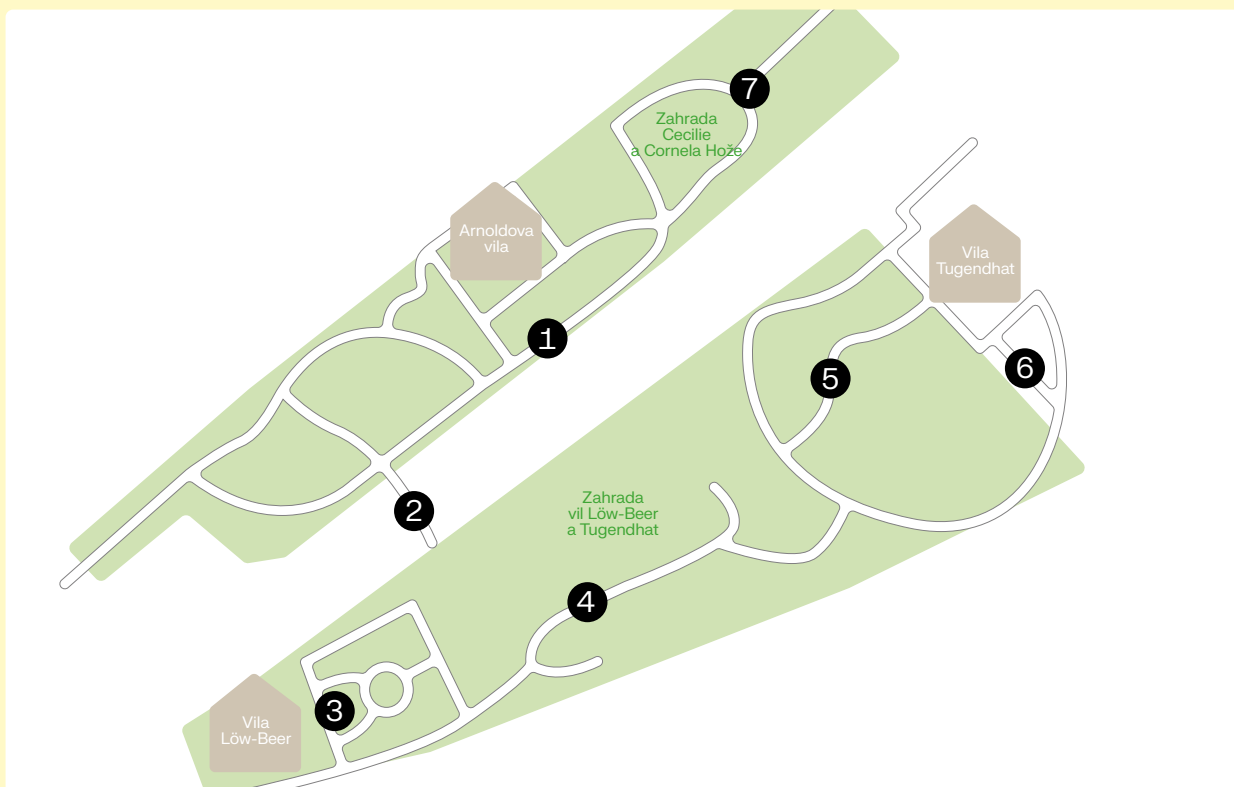 7
Zahrada
Cecilie
a Cornela Hože
Arnoldova
vila
Vila
Tugendhat
1
6
5
Zahrada
vil Löw-Beer
a Tugendhat
2
4
3
Vila
Löw-Beer